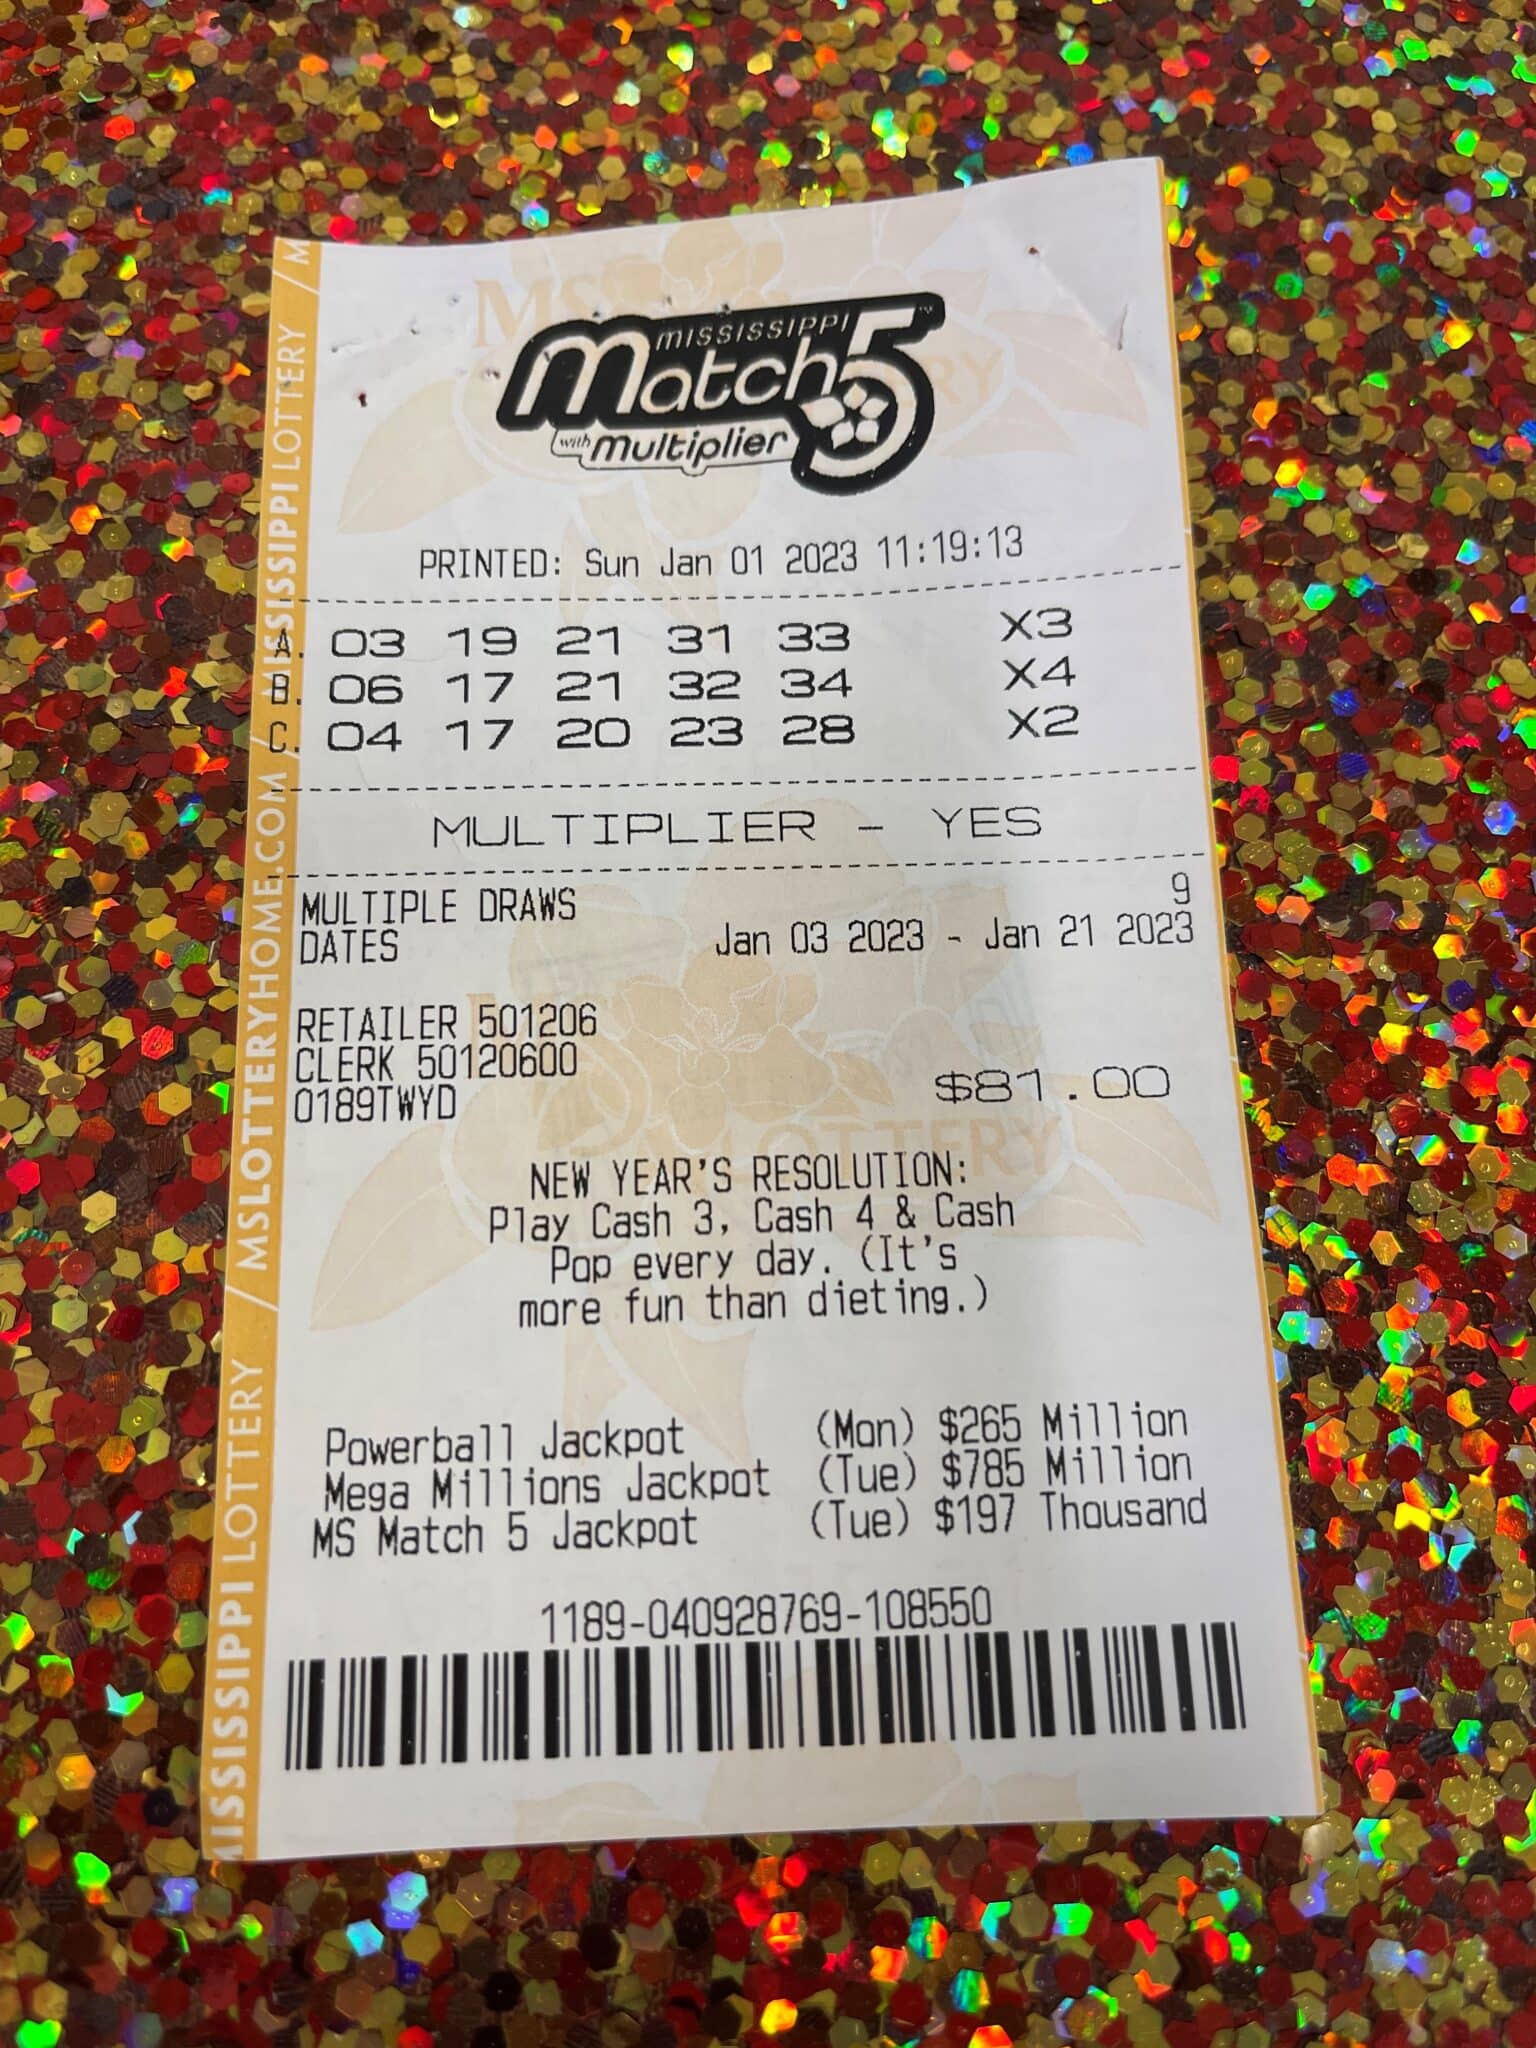 MISSISSIPPI
Match 5
with multiplier
PRINTED: Sun Jan 01 2023 11:19:13
A. 03 19 21 31 33 X3
B. 06 17 21 32 34 X4
C. 04 17 20 23 28 X2
MULTIPLIER - YES
MULTIPLE DRAWS 9
DATES Jan 03 2023 - Jan 21 2023
RETAILER 501206
CLERK 50120600
0189TWYD
$81.00
NEW YEAR'S RESOLUTION:
Play Cash 3, Cash 4 & Cash
Pop every day. (It's
more fun than dieting.)
Powerball Jackpot (Mon) $265 Million
Mega Millions Jackpot (Tue) $785 Million
MS Match 5 Jackpot (Tue) $197 Thousand
1189-040928769-108550
MISSISSIPPI LOTTERY / MSLOTTERYHOME.COM / MISSISSIPPI LOTTERY / M
MS LOTTERY